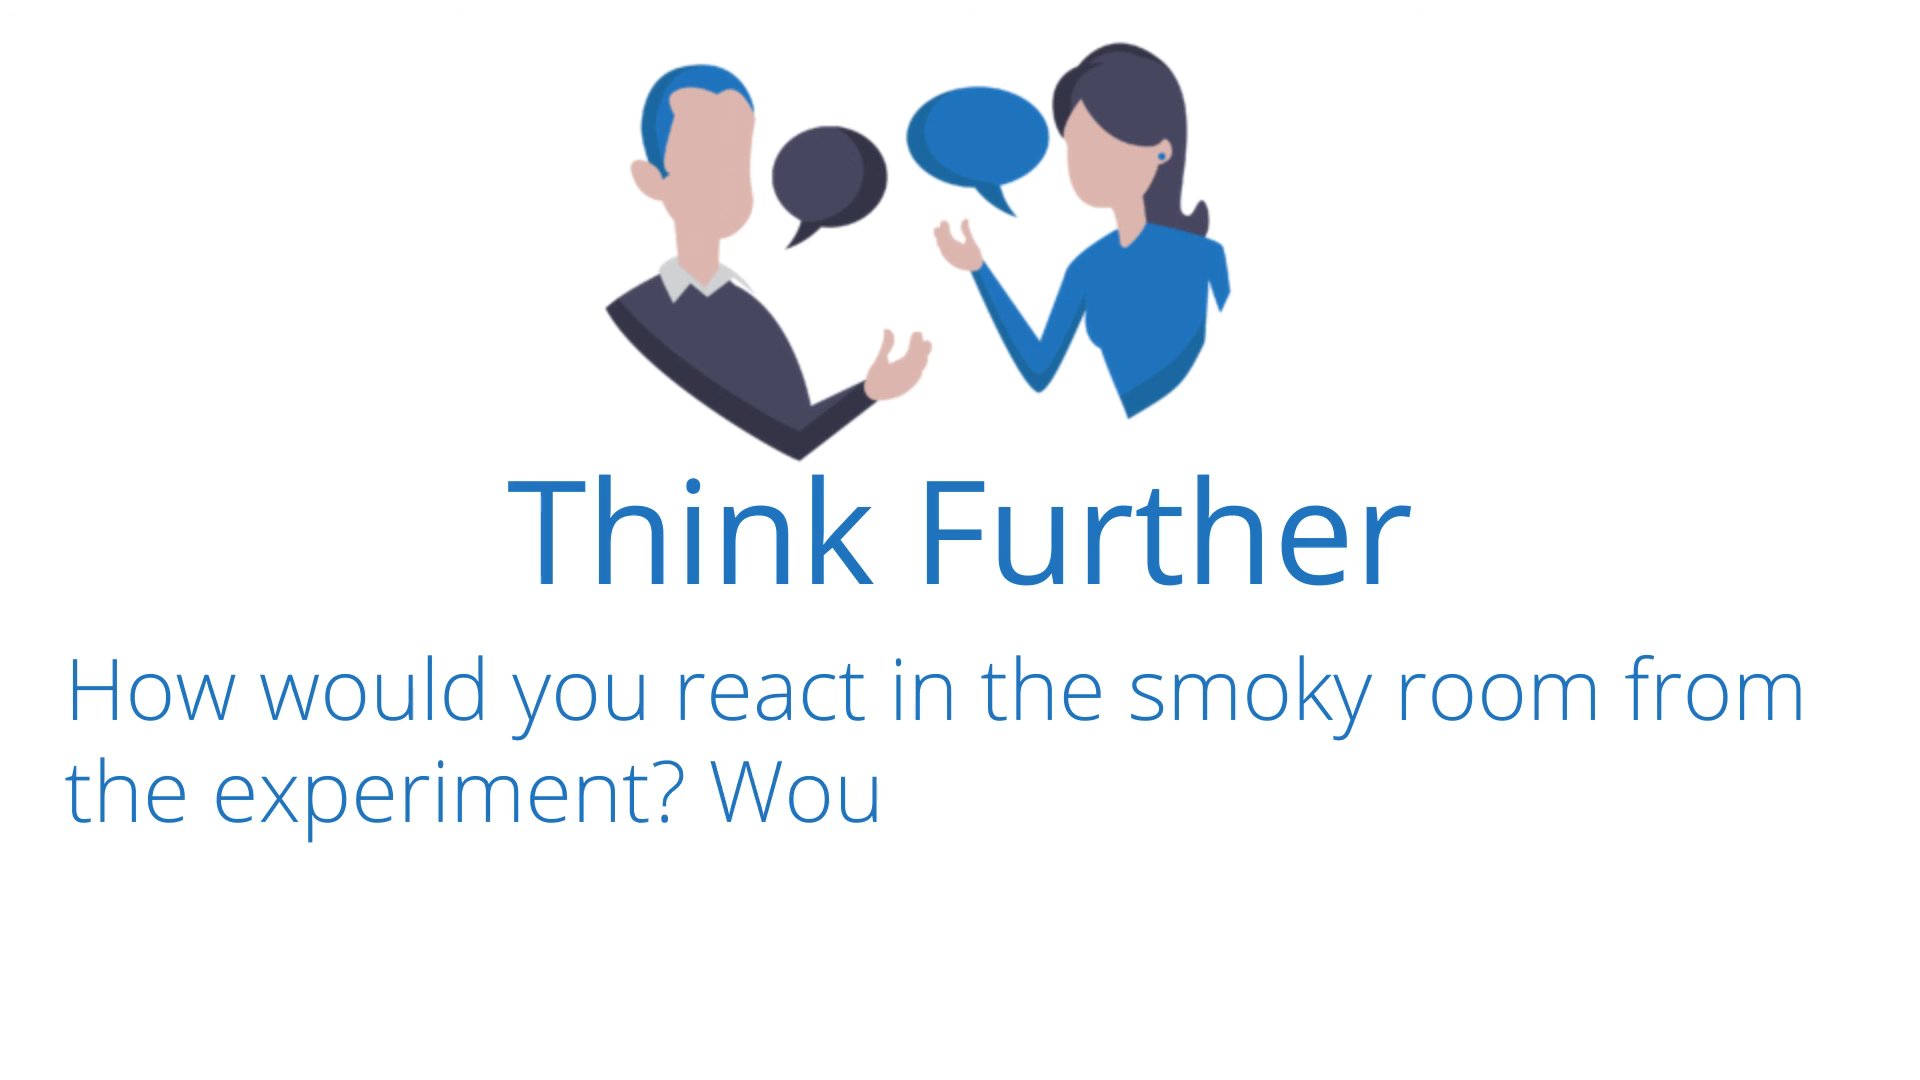 Think Further
How would you react in the smoky room from
the experiment? Wou